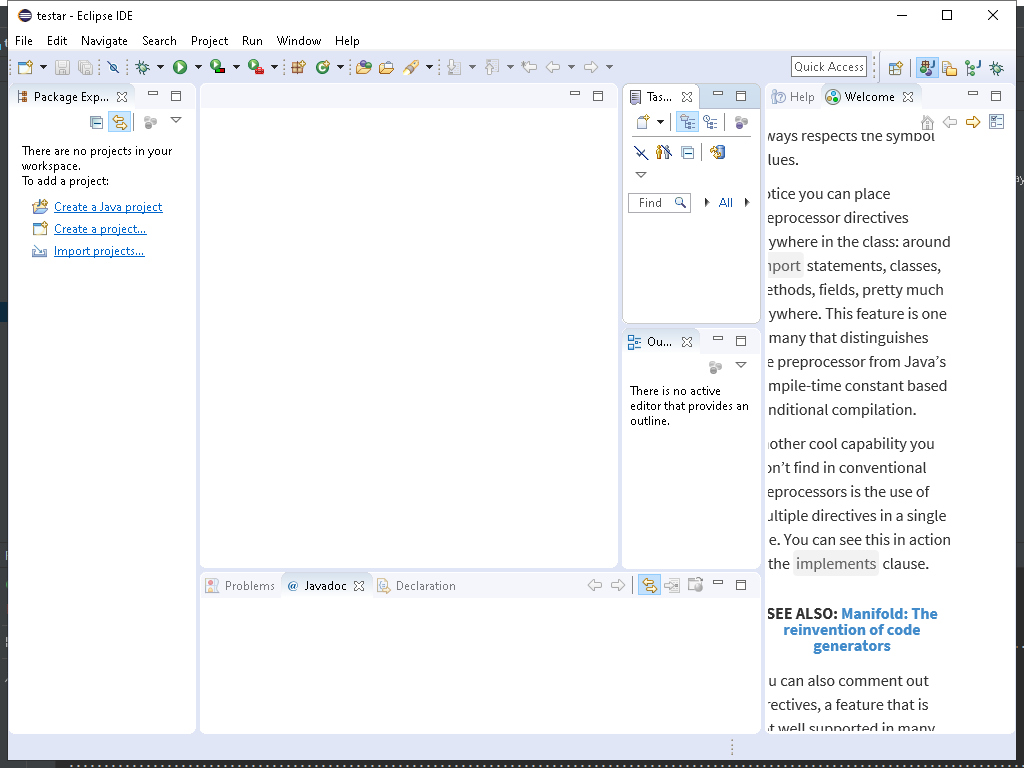 testar - Eclipse IDE
File Edit Navigate Search Project Run Window Help
Quick Access
Package Exp...
There are no projects in your
workspace.
To add a project:
Create a Java project
Create a project...
Import projects...
Tas...
Find
All
Ou...
There is no active
editor that provides an
outline.
Problems @ Javadoc Declaration
Help Welcome
ways respects the symbol
lues.
otice you can place
eprocessor directives
ywhere in the class: around
nport statements, classes,
ethods, fields, pretty much
ywhere. This feature is one
many that distinguishes
e preprocessor from Java’s
mpile-time constant based
nditional compilation.
nother cool capability you
on’t find in conventional
eprocessors is the use of
ultiple directives in a single
e. You can see this in action
the implements clause.
SEE ALSO: Manifold: The
reinvention of code
generators
u can also comment out
rectives, a feature that is
t well supported in many